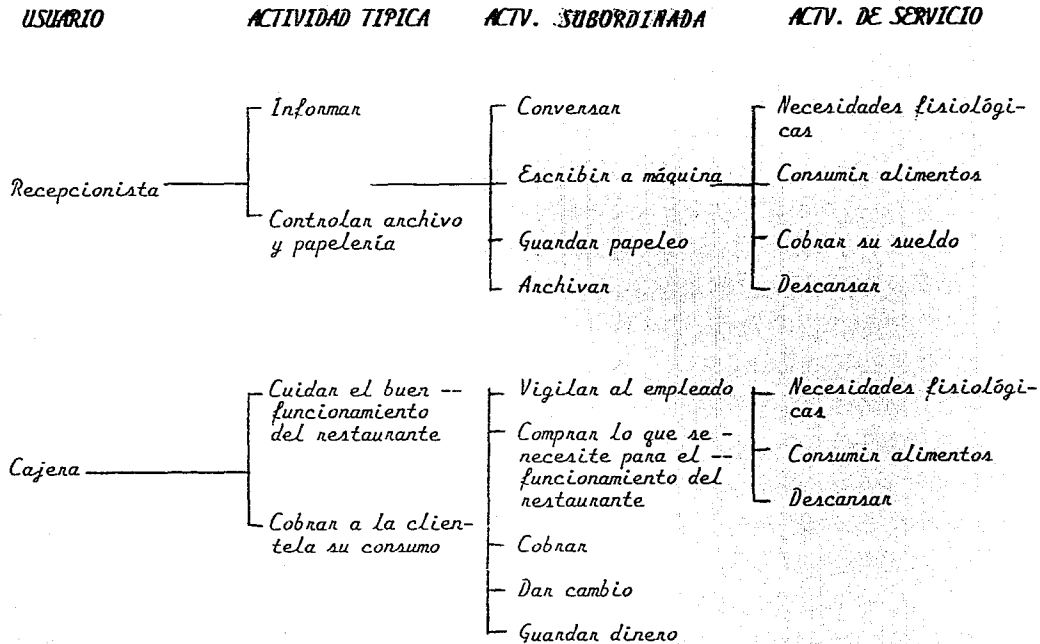 USUARIO ACTIVIDAD TIPICA ACTV. SUBORDINADA ACTV. DE SERVICIO
Recepcionista
Informar
Controlar archivo
y papelería
Conversar
Escribir a máquina
Guardar papeleo
Archivar
Necesidades fisiológi-
cas
Consumir alimentos
Cobrar su sueldo
Descansar
Cajera
Cuidar el buen --
funcionamiento
del restaurante
Cobrar a la clien-
tela su consumo
Vigilar al empleado
Comprar lo que se -
necesite para el --
funcionamiento del
restaurante
Cobrar
Dar cambio
Guardar dinero
Necesidades fisiológi-
cas
Consumir alimentos
Descansar